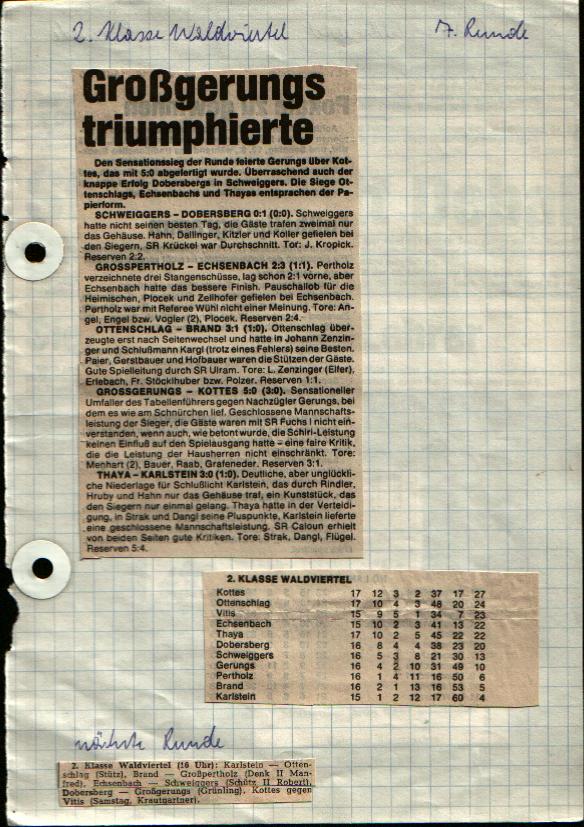 2. Klasse Waldviertel 7. Runde
Großgerungs
triumphierte
Den Sensationssieg der Runde feierte Gerungs über Kot-
tes, das mit 5:0 abgefertigt wurde. Überraschend auch der
knappe Erfolg Dobersbergs in Schweiggers. Die Siege Ot-
tenschlags, Echsenbachs und Thayas entsprachen der Pa-
pierform.
SCHWEIGGERS – DOBERSBERG 0:1 (0:0). Schweiggers
hatte nicht seinen besten Tag, die Gäste trafen zweimal nur
das Gehäuse. Hahn, Dallinger, Kitzler und Koller gefielen bei
den Siegern, SR Krückel war Durchschnitt. Tor: J. Kropick.
Reserven 2:2.
GROSSPERTHOLZ – ECHSENBACH 2:3 (1:1). Pertholz
verzeichnete drei Stangenschüsse, lag schon 2:1 vorne, aber
Echsenbach hatte das bessere Finish. Pauschallob für die
Heimischen, Plocek und Zellhofer gefielen bei Echsenbach.
Pertholz war mit Referee Wühl nicht einer Meinung. Tore: An-
gel, Engel bzw. Vogler (2), Plocek. Reserven 2:4.
OTTENSCHLAG – BRAND 3:1 (1:0). Ottenschlag über-
zeugte erst nach Seitenwechsel und hatte in Johann Zenzin-
ger und Schlußmann Kargl (trotz eines Fehlers) seine Besten.
Paier, Gerstbauer und Hofbauer waren die Stützen der Gäste.
Gute Spielleitung durch SR Ulram. Tore: L. Zenzinger (Elfer),
Erlebach, Fr. Stöcklhuber bzw. Polzer. Reserven 1:1.
GROSSGERUNGS – KOTTES 5:0 (3:0). Sensationeller
Umfaller des Tabellenführers gegen Nachzügler Gerungs, bei
dem es wie am Schnürchen lief. Geschlossene Mannschafts-
leistung der Sieger, die Gäste waren mit SR Fuchs I nicht ein-
verstanden, wenn auch, wie betont wurde, die Schiri-Leistung
keinen Einfluß auf den Spielausgang hatte – eine faire Kritik,
die die Leistung der Hausherren nicht einschränkt. Tore:
Menhart (2), Bauer, Raab, Grafeneder. Reserven 3:1.
THAYA – KARLSTEIN 3:0 (1:0). Deutliche, aber unglückli-
che Niederlage für Schlußlicht Karlstein, das durch Rindler,
Hruby und Hahn nur das Gehäuse traf, ein Kunststück, das
den Siegern nur einmal gelang. Thaya hatte in der Verteidi-
gung, in Strak und Dangl seine Pluspunkte, Karlstein lieferte
eine geschlossene Mannschaftsleistung. SR Caloun erhielt
von beiden Seiten gute Kritiken. Tore: Strak, Dangl, Flügel.
Reserven 5:4.
2. KLASSE WALDVIERTEL
Kottes 17 12 3 2 37 17 27
Ottenschlag 17 10 4 3 48 20 24
Vitis 15 9 5 1 34 7 23
Echsenbach 15 10 2 3 41 13 22
Thaya 17 10 2 5 45 22 22
Dobersberg 16 8 4 4 38 23 20
Schweiggers 16 5 3 8 21 30 13
Gerungs 16 4 2 10 31 49 10
Pertholz 16 1 4 11 16 50 6
Brand 16 2 1 13 16 53 5
Karlstein 15 1 2 12 17 60 4
nächste Runde
2. Klasse Waldviertel (16 Uhr): Karlstein — Otten-
schlag (Stütz), Brand — Großpertholz (Denk II Man-
fred), Echsenbach — Schweiggers (Schütz II Robert),
Dobersberg — Großgerungs (Grünling), Kottes gegen
Vitis (Samstag, Krautgartner).